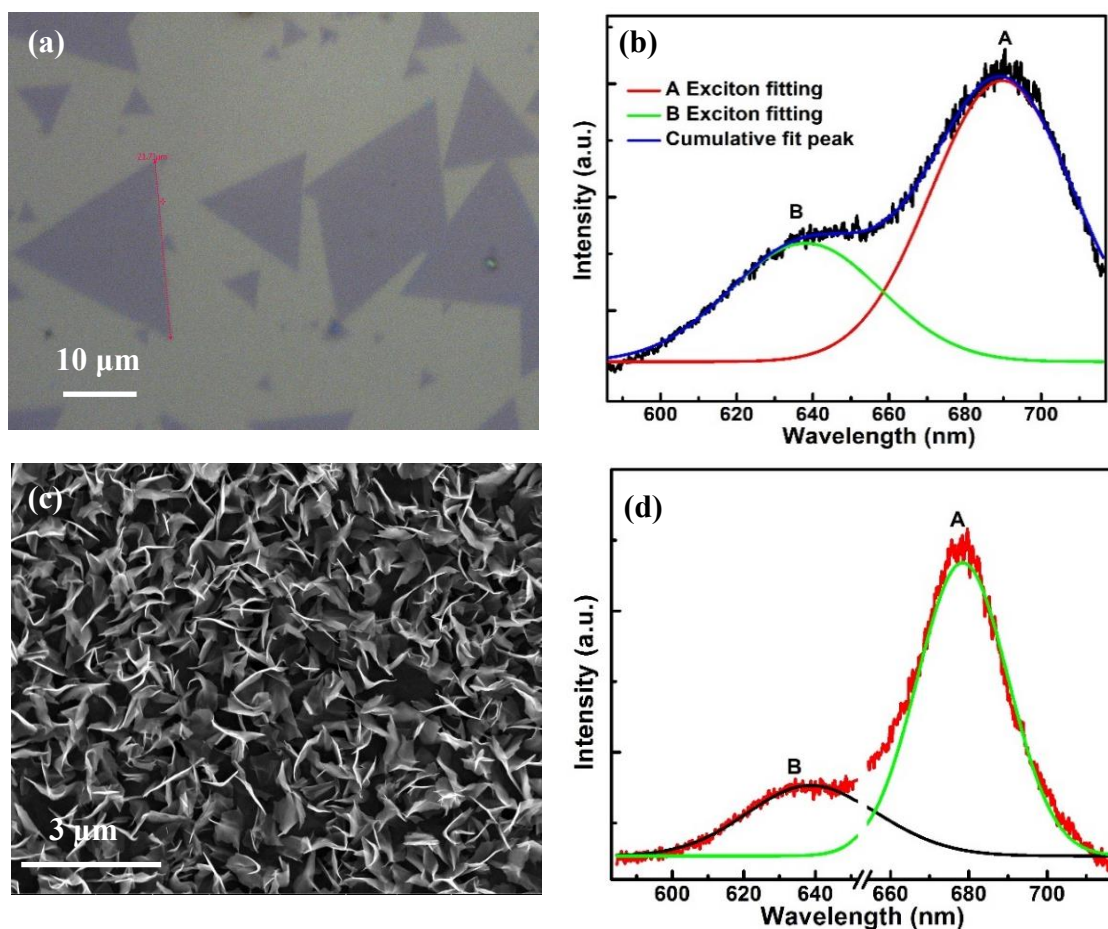 (a)
10 µm
(b)
A
A Exciton fitting
B Exciton fitting
Cumulative fit peak
B
Intensity (a.u.)
600 620 640 660 680 700
Wavelength (nm)
(c)
3 µm
(d)
A
B
Intensity (a.u.)
600 620 640 660 680 700
Wavelength (nm)